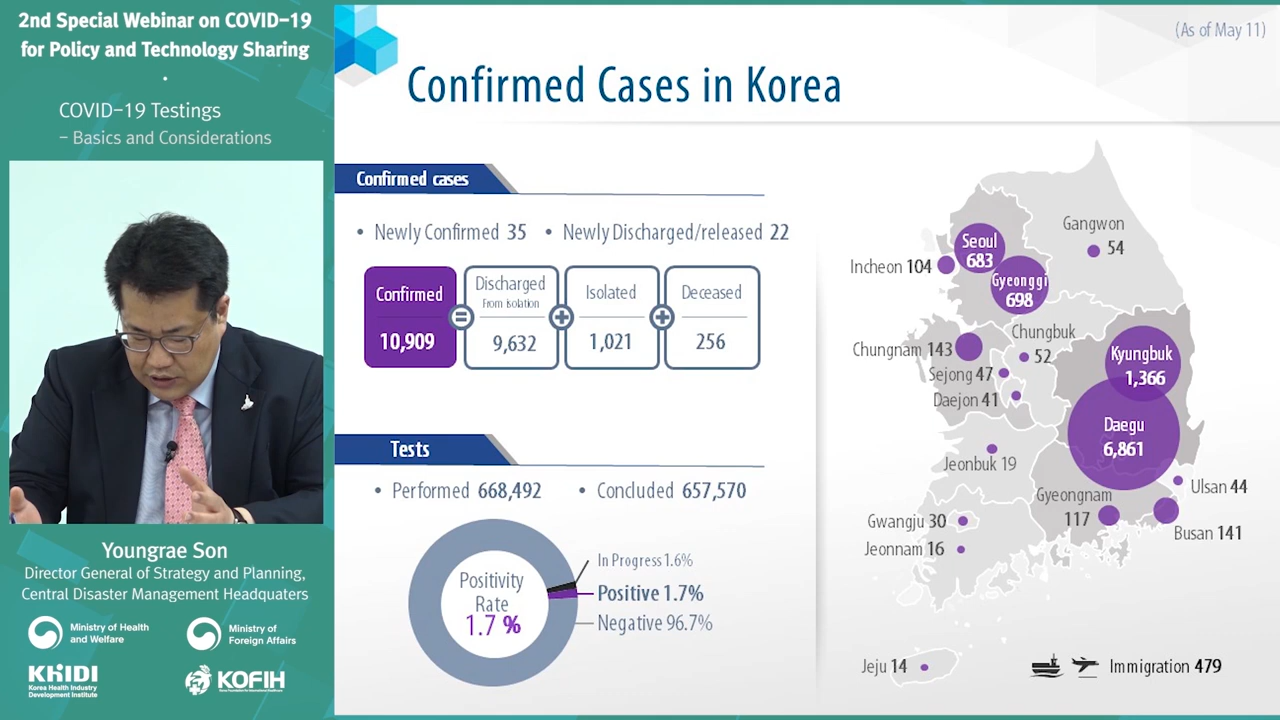 2nd Special Webinar on COVID-19
for Policy and Technology Sharing
COVID-19 Testings
- Basics and Considerations
Youngrae Son
Director General of Strategy and Planning,
Central Disaster Management Headquaters
Ministry of Health
and Welfare
Ministry of
Foreign Affairs
KHIDI
Korea Health Industry
Development Institute
KOFIH
Korea Foundation for International Healthcare
(As of May 11)
Confirmed Cases in Korea
Confirmed cases
• Newly Confirmed 35 • Newly Discharged/released 22
Confirmed
10,909
=
Discharged
From isolation
9,632
+
Isolated
1,021
+
Deceased
256
Tests
• Performed 668,492 • Concluded 657,570
Positivity
Rate
1.7 %
In Progress 1.6%
Positive 1.7%
Negative 96.7%
Gangwon
54
Seoul
683
Incheon 104
Gyeonggi
698
Chungbuk
52
Chungnam 143
Sejong 47
Daejon 41
Kyungbuk
1,366
Daegu
6,861
Jeonbuk 19
Ulsan 44
Gyeongnam
117
Busan 141
Gwangju 30
Jeonnam 16
Jeju 14
Immigration 479